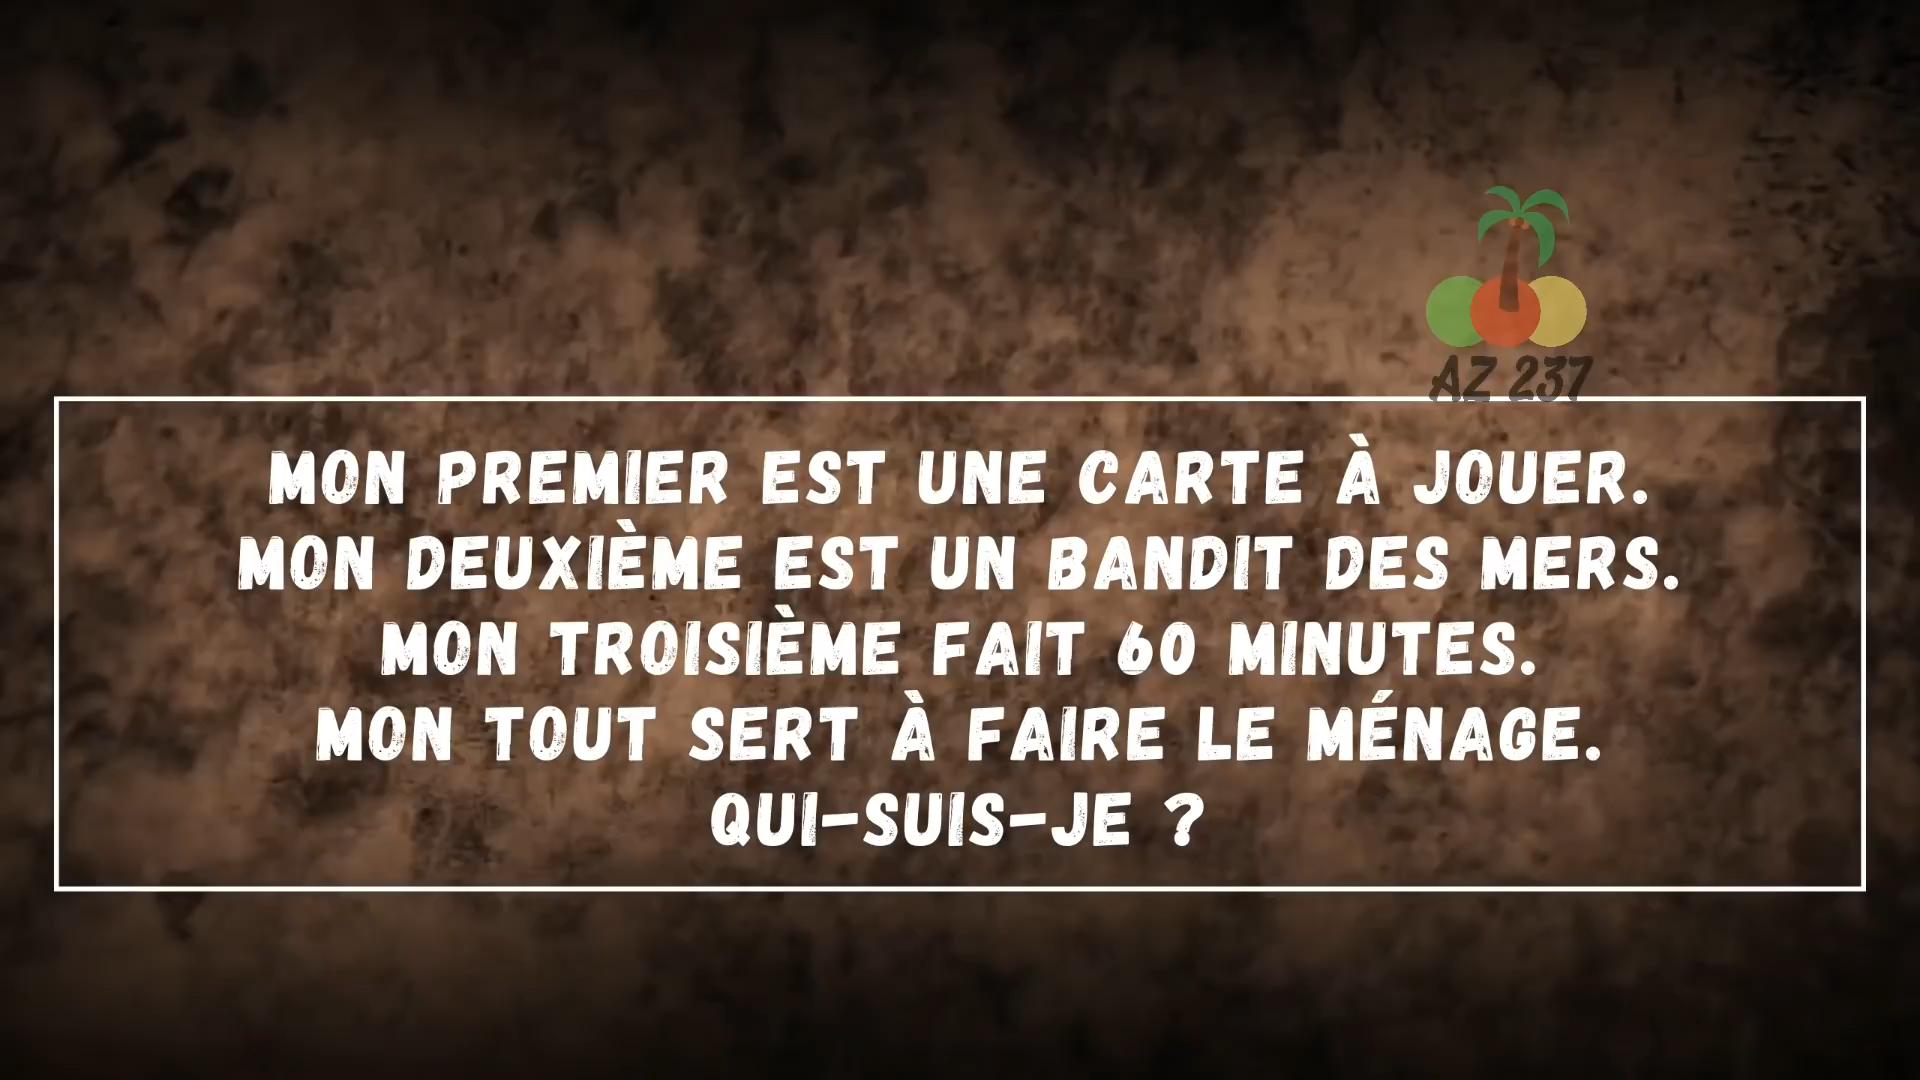 AZ 237
MON PREMIER EST UNE CARTE À JOUER.
MON DEUXIÈME EST UN BANDIT DES MERS.
MON TROISIÈME FAIT 60 MINUTES.
MON TOUT SERT À FAIRE LE MÉNAGE.
QUI-SUIS-JE ?